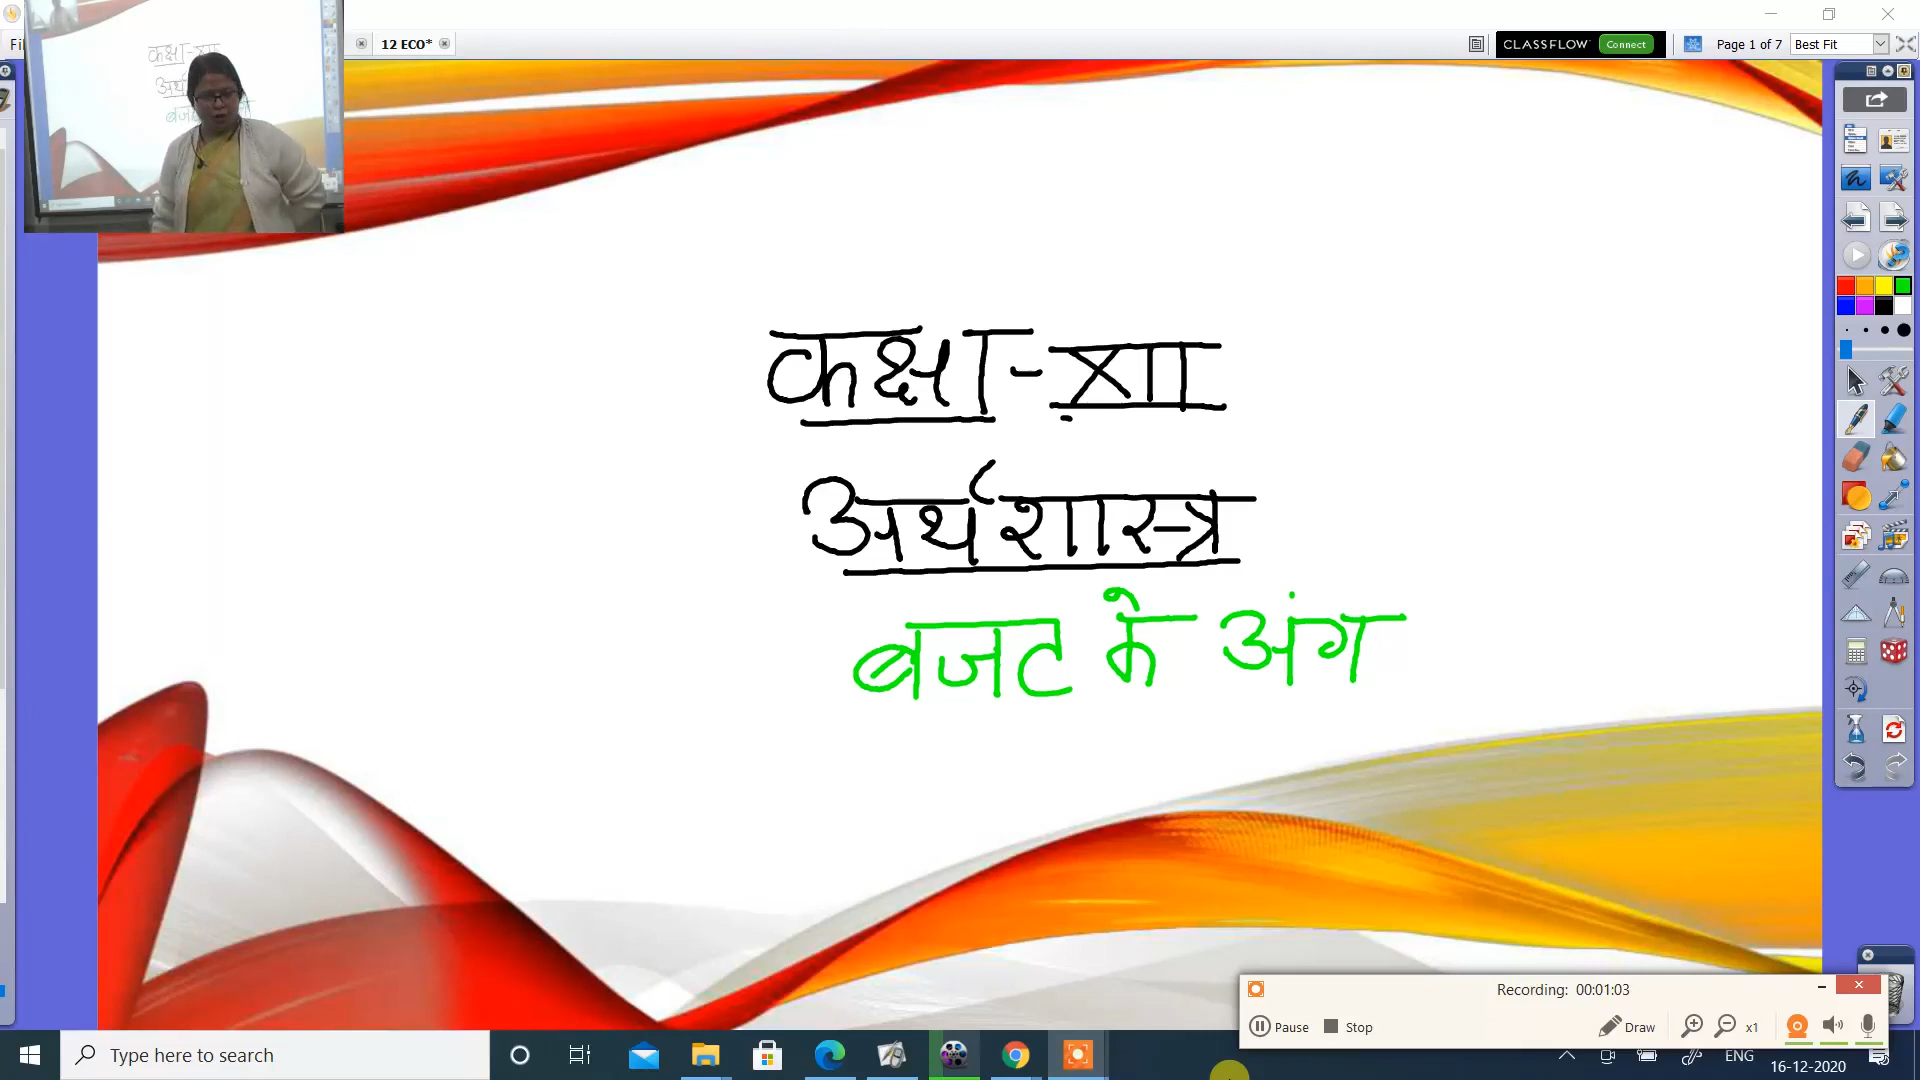 Fi
12 ECO*
CLASSFLOW Connect
Page 1 of 7
Best Fit
कक्षा - XII
अर्थशास्त्र
बजट के अंग
Recording: 00:01:03
Pause
Stop
Draw
x1
Type here to search
ENG
16-12-2020